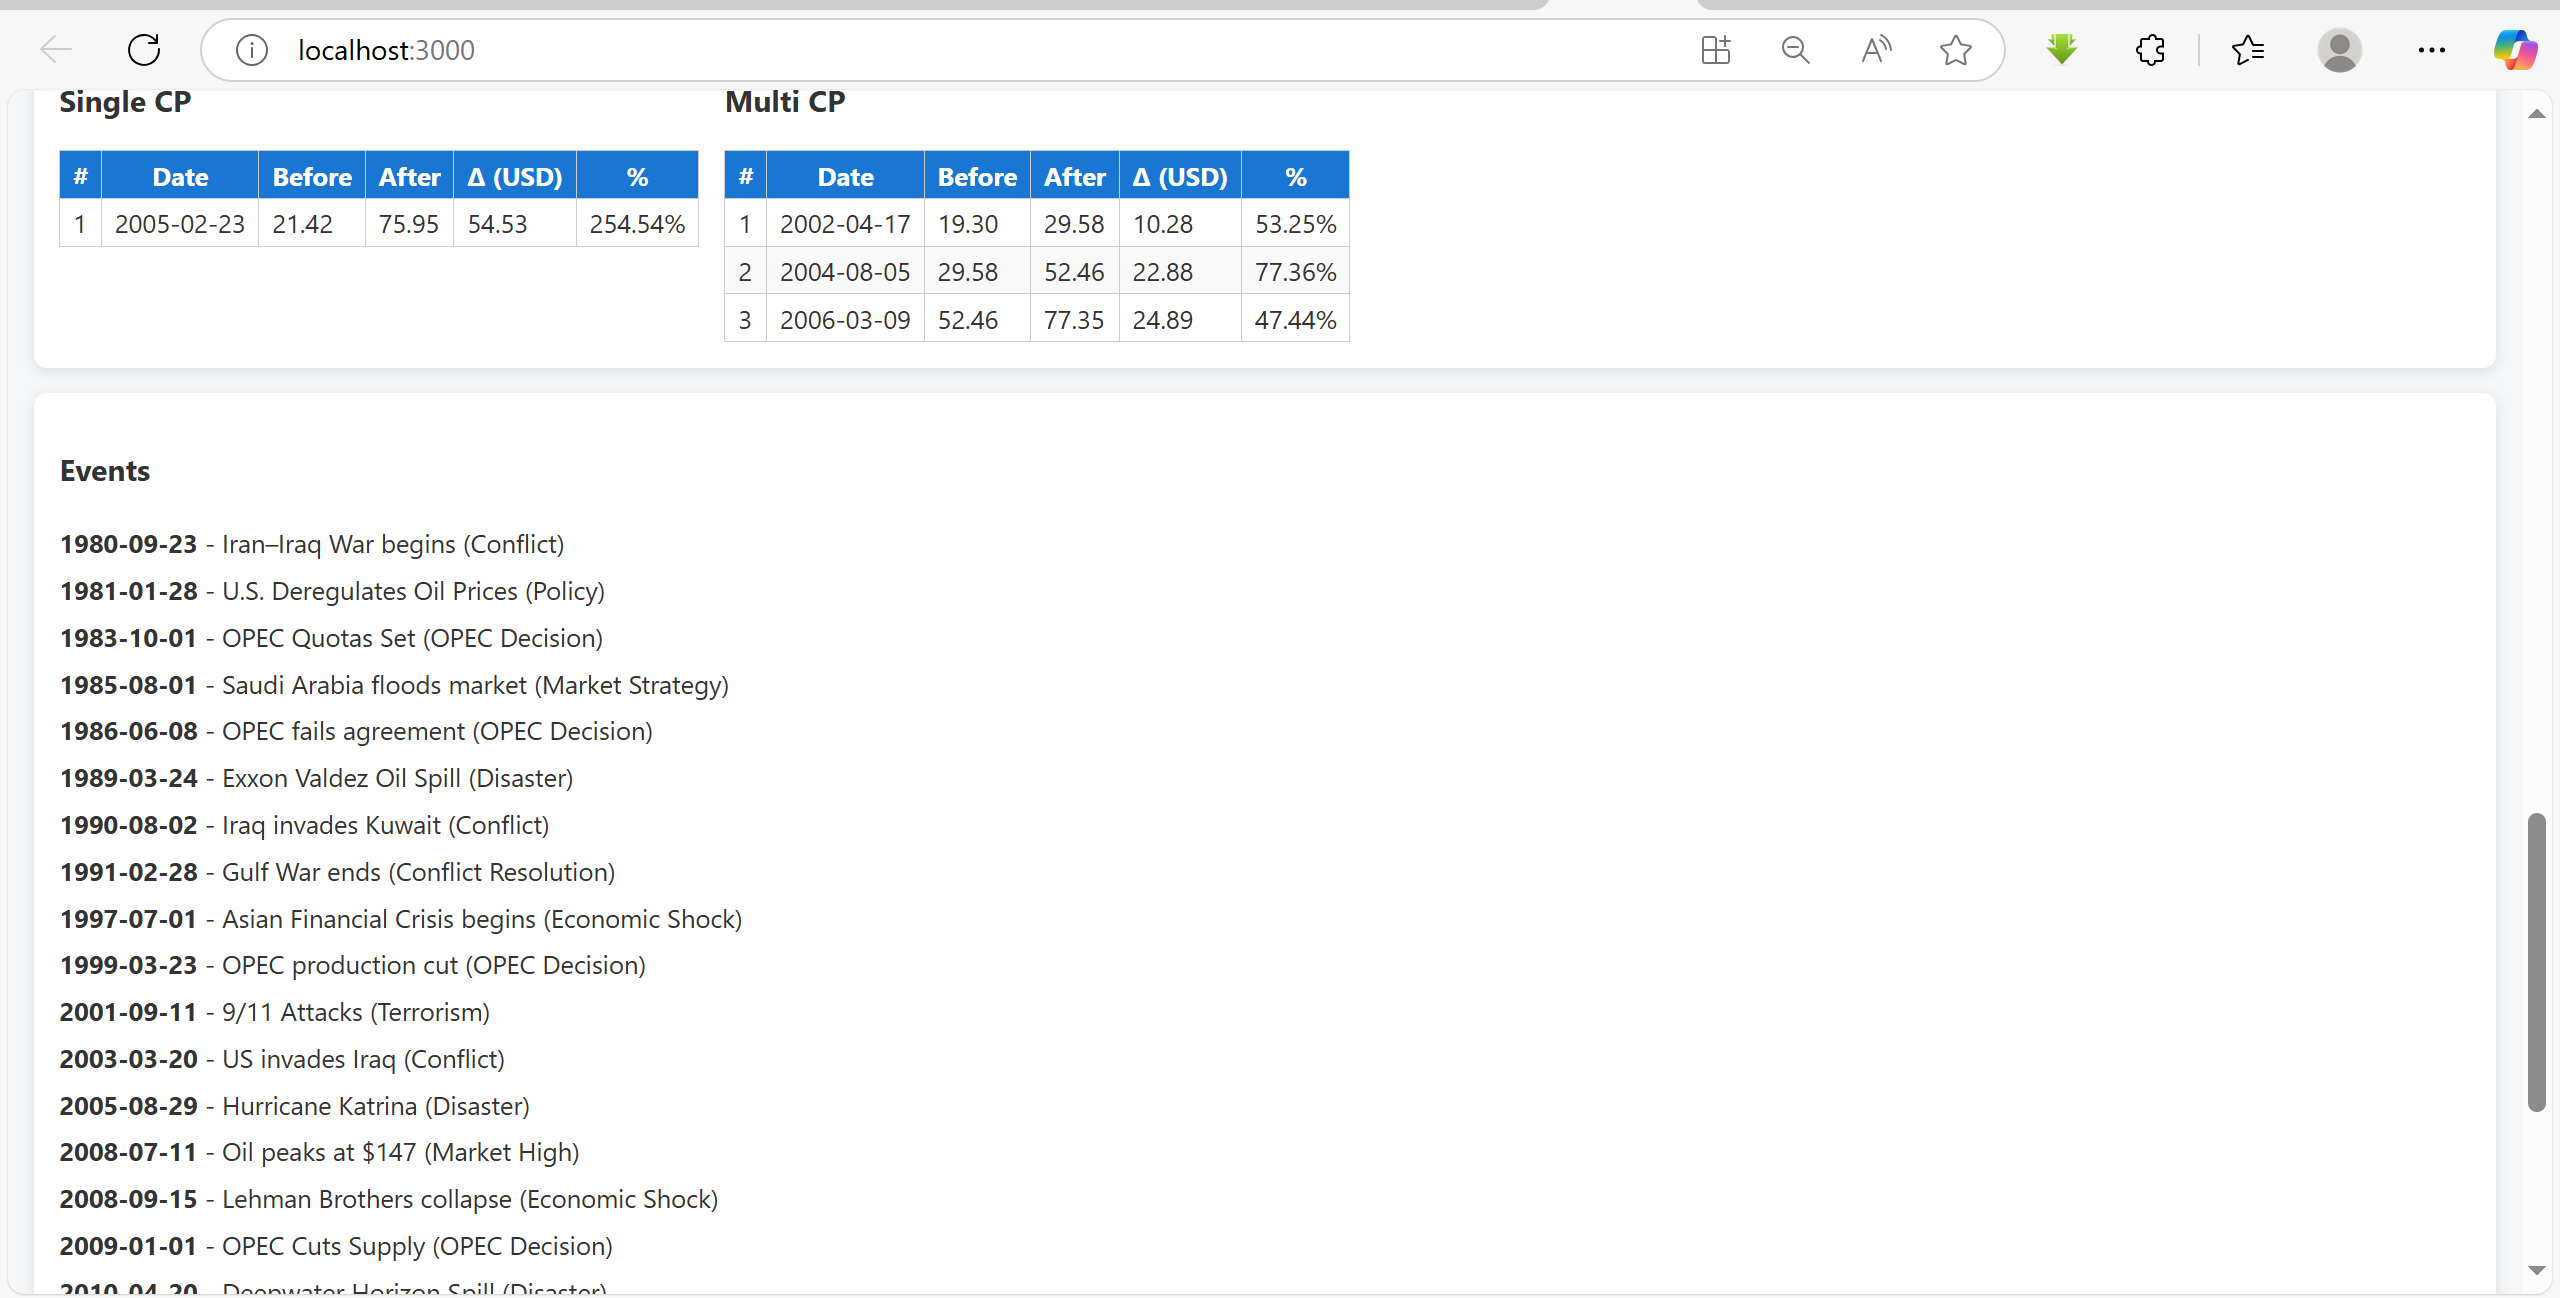 localhost:3000
Single CP
# Date Before After Δ (USD) %
1 2005-02-23 21.42 75.95 54.53 254.54%
Multi CP
# Date Before After Δ (USD) %
1 2002-04-17 19.30 29.58 10.28 53.25%
2 2004-08-05 29.58 52.46 22.88 77.36%
3 2006-03-09 52.46 77.35 24.89 47.44%
Events
1980-09-23 - Iran–Iraq War begins (Conflict)
1981-01-28 - U.S. Deregulates Oil Prices (Policy)
1983-10-01 - OPEC Quotas Set (OPEC Decision)
1985-08-01 - Saudi Arabia floods market (Market Strategy)
1986-06-08 - OPEC fails agreement (OPEC Decision)
1989-03-24 - Exxon Valdez Oil Spill (Disaster)
1990-08-02 - Iraq invades Kuwait (Conflict)
1991-02-28 - Gulf War ends (Conflict Resolution)
1997-07-01 - Asian Financial Crisis begins (Economic Shock)
1999-03-23 - OPEC production cut (OPEC Decision)
2001-09-11 - 9/11 Attacks (Terrorism)
2003-03-20 - US invades Iraq (Conflict)
2005-08-29 - Hurricane Katrina (Disaster)
2008-07-11 - Oil peaks at $147 (Market High)
2008-09-15 - Lehman Brothers collapse (Economic Shock)
2009-01-01 - OPEC Cuts Supply (OPEC Decision)
2010-04-20 - Deepwater Horizon Spill (Disaster)